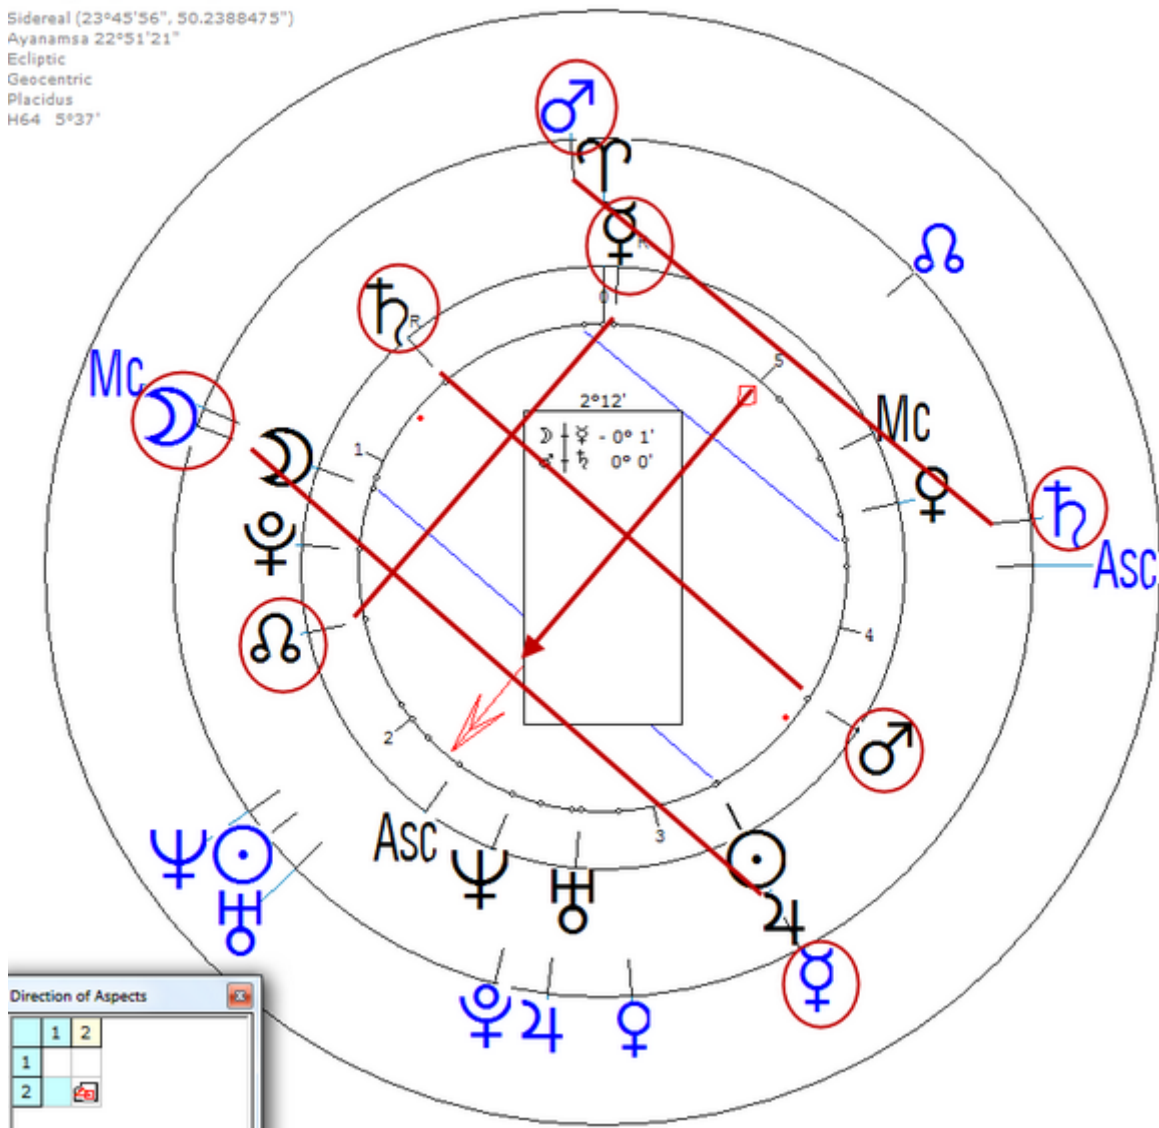 Sidereal (23°45'56", 50.2388475")
Ayanamsa 22°51'21"
Ecliptic
Geocentric
Placidus
H64 5°37'
♂
♈
☿R
☊
♄R
0
5
Mc
☽
2°12'
Mc
☽ ☿ - 0° 1'
♂ ♄ 0° 0'
☽
1
♀
♄
♇
Asc
☊
4
♂
2
3
Asc
♆
☉
♆
☉
♅
♅
♃
☿
♇
♃
♀
Direction of Aspects
1 2
1
2